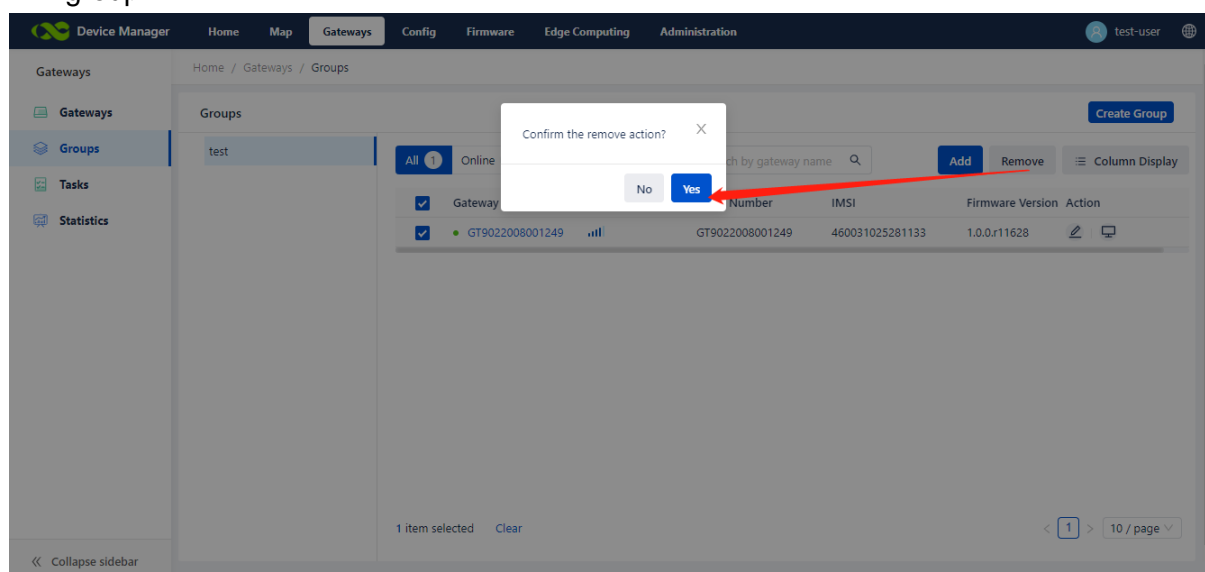 Device Manager Home Map Gateways Config Firmware Edge Computing Administration test-user
Gateways
Home / Gateways / Groups
Gateways
Groups
Tasks
Statistics
Groups
Create Group
test
Confirm the remove action?
No Yes
All 1 Online
by gateway name
Add Remove Column Display
Gateway Number IMSI Firmware Version Action
GT9022008001249 GT9022008001249 460031025281133 1.0.0.r11628
1 item selected Clear
< 1 > 10 / page
Collapse sidebar